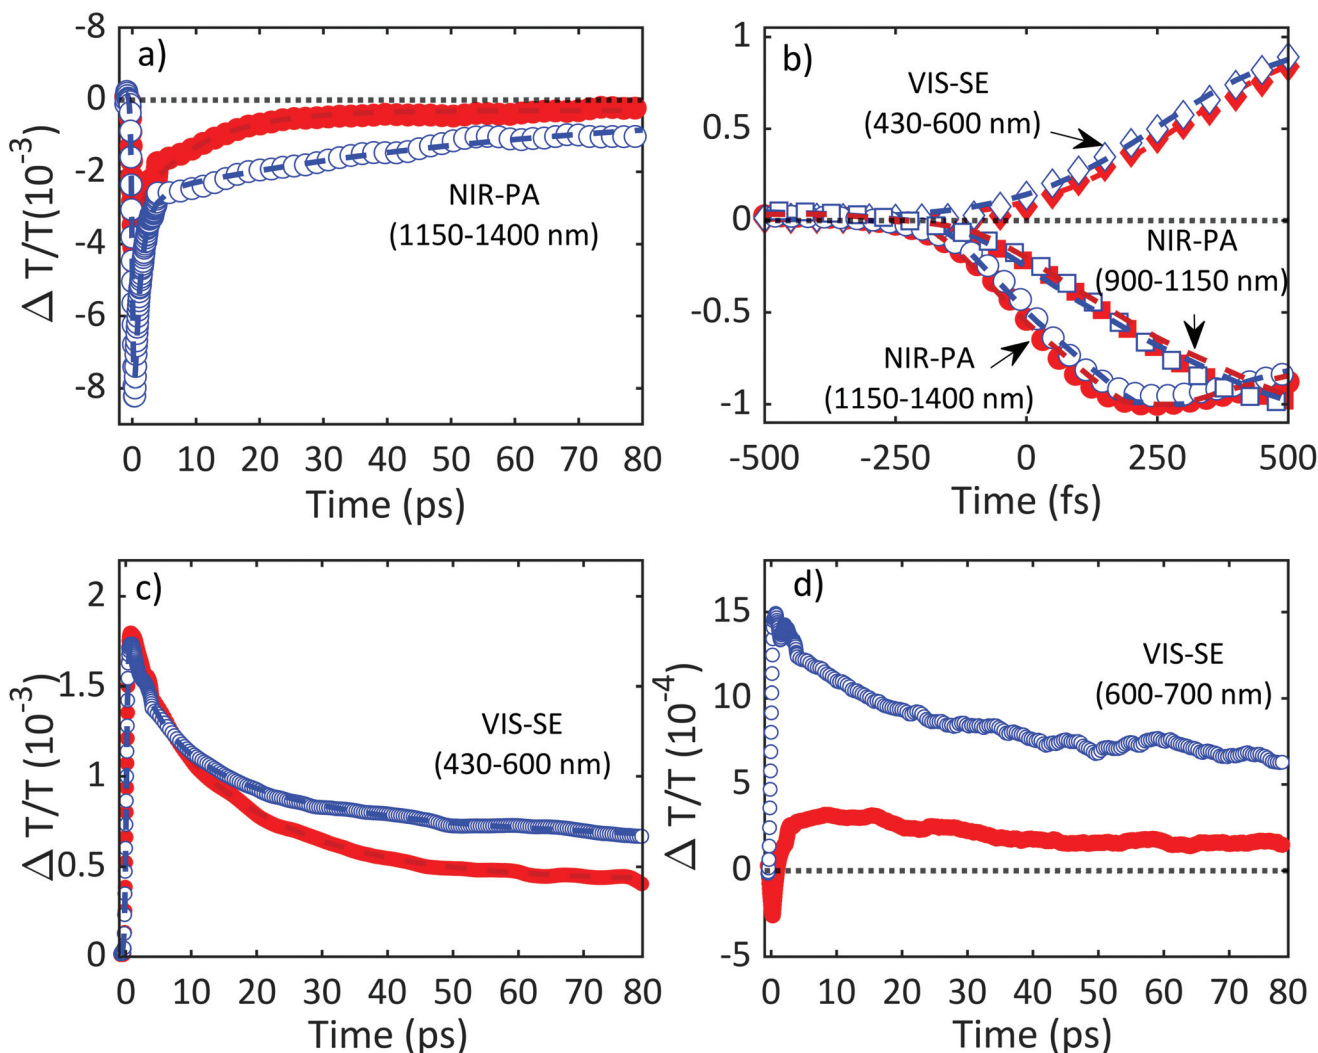 a)
-8
0
-2
-4
-6
-8
Δ T/T(10-3)
NIR-PA
(1150-1400 nm)
0 10 20 30 40 50 60 70 80
Time (ps)
b)
1
0.5
0
-0.5
-1
VIS-SE
(430-600 nm)
NIR-PA
(900-1150 nm)
NIR-PA
(1150-1400 nm)
-500 -250 0 250 500
Time (fs)
c)
2
1.5
1
0.5
0
Δ T/T (10-3)
VIS-SE
(430-600 nm)
0 10 20 30 40 50 60 70 80
Time (ps)
d)
15
10
5
0
-5
Δ T/T (10-4)
VIS-SE
(600-700 nm)
0 10 20 30 40 50 60 70 80
Time (ps)